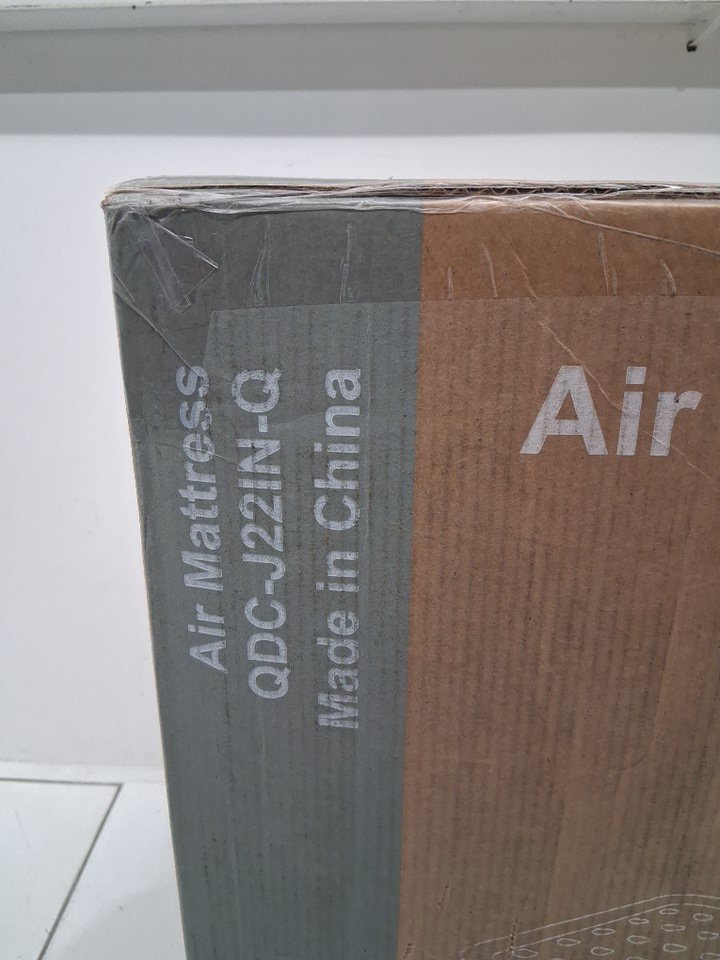 Air Mattress
QDC-J22IN-Q
Made in China
Air